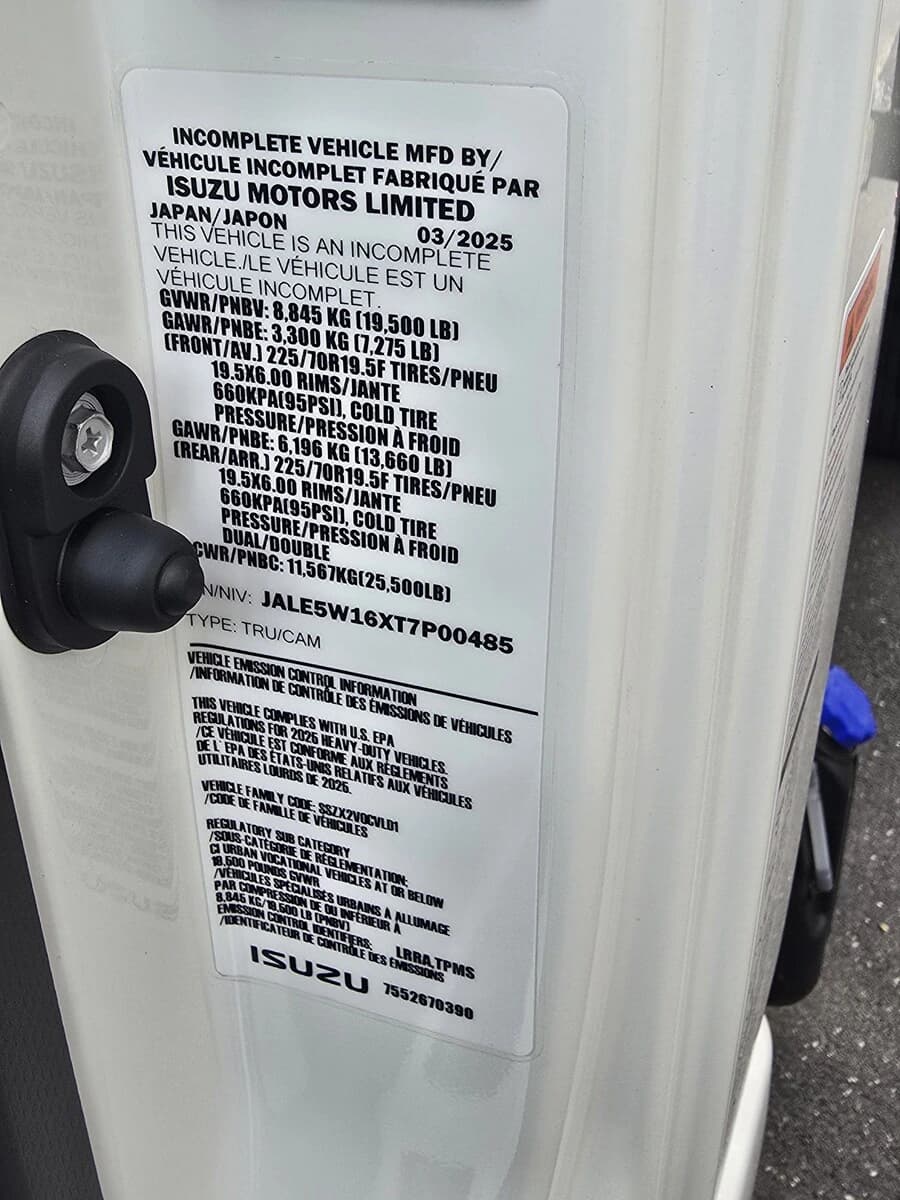 INCOMPLETE VEHICLE MFD BY/
VÉHICULE INCOMPLET FABRIQUÉ PAR
ISUZU MOTORS LIMITED
JAPAN/JAPON 03/2025
THIS VEHICLE IS AN INCOMPLETE
VEHICLE./LE VÉHICULE EST UN
VÉHICULE INCOMPLET.
GVWR/PNBV: 8,845 KG (19,500 LB)
GAWR/PNBE: 3,300 KG (7,275 LB)
(FRONT/AV.) 225/70R19.5F TIRES/PNEU
19.5X6.00 RIMS/JANTE
660KPA(95PSI), COLD TIRE
PRESSURE/PRESSION À FROID
GAWR/PNBE: 6,196 KG (13,660 LB)
(REAR/ARR.) 225/70R19.5F TIRES/PNEU
19.5X6.00 RIMS/JANTE
660KPA(95PSI), COLD TIRE
PRESSURE/PRESSION À FROID
DUAL/DOUBLE
CWR/PNBC: 11,567KG(25,500LB)
N/NIV: JALE5W16XT7P00485
TYPE: TRU/CAM
VEHICLE EMISSION CONTROL INFORMATION
/INFORMATION DE CONTRÔLE DES ÉMISSIONS DE VÉHICULES
THIS VEHICLE COMPLIES WITH U.S. EPA
REGULATIONS FOR 2026 HEAVY-DUTY VEHICLES.
/CE VÉHICULE EST CONFORME AUX RÈGLEMENTS
DE L'EPA DES ÉTATS-UNIS RELATIFS AUX VÉHICULES
UTILITAIRES LOURDS DE 2026.
VEHICLE FAMILY CODE: SSZX2VOCVLD1
/CODE DE FAMILLE DE VÉHICULES
REGULATORY SUB CATEGORY
/SOUS-CATÉGORIE DE RÉGLEMENTATION:
CI URBAN VOCATIONAL VEHICLES AT OR BELOW
19,500 POUNDS GVWR
/VÉHICULES SPÉCIALISÉS URBAINS À ALLUMAGE
PAR COMPRESSION DE OU INFÉRIEUR À
8,845 KG/19,500 LB (PNBV)
EMISSION CONTROL IDENTIFIERS: LRRA,TPMS
/IDENTIFICATEUR DE CONTRÔLE DES ÉMISSIONS
ISUZU 7552670390